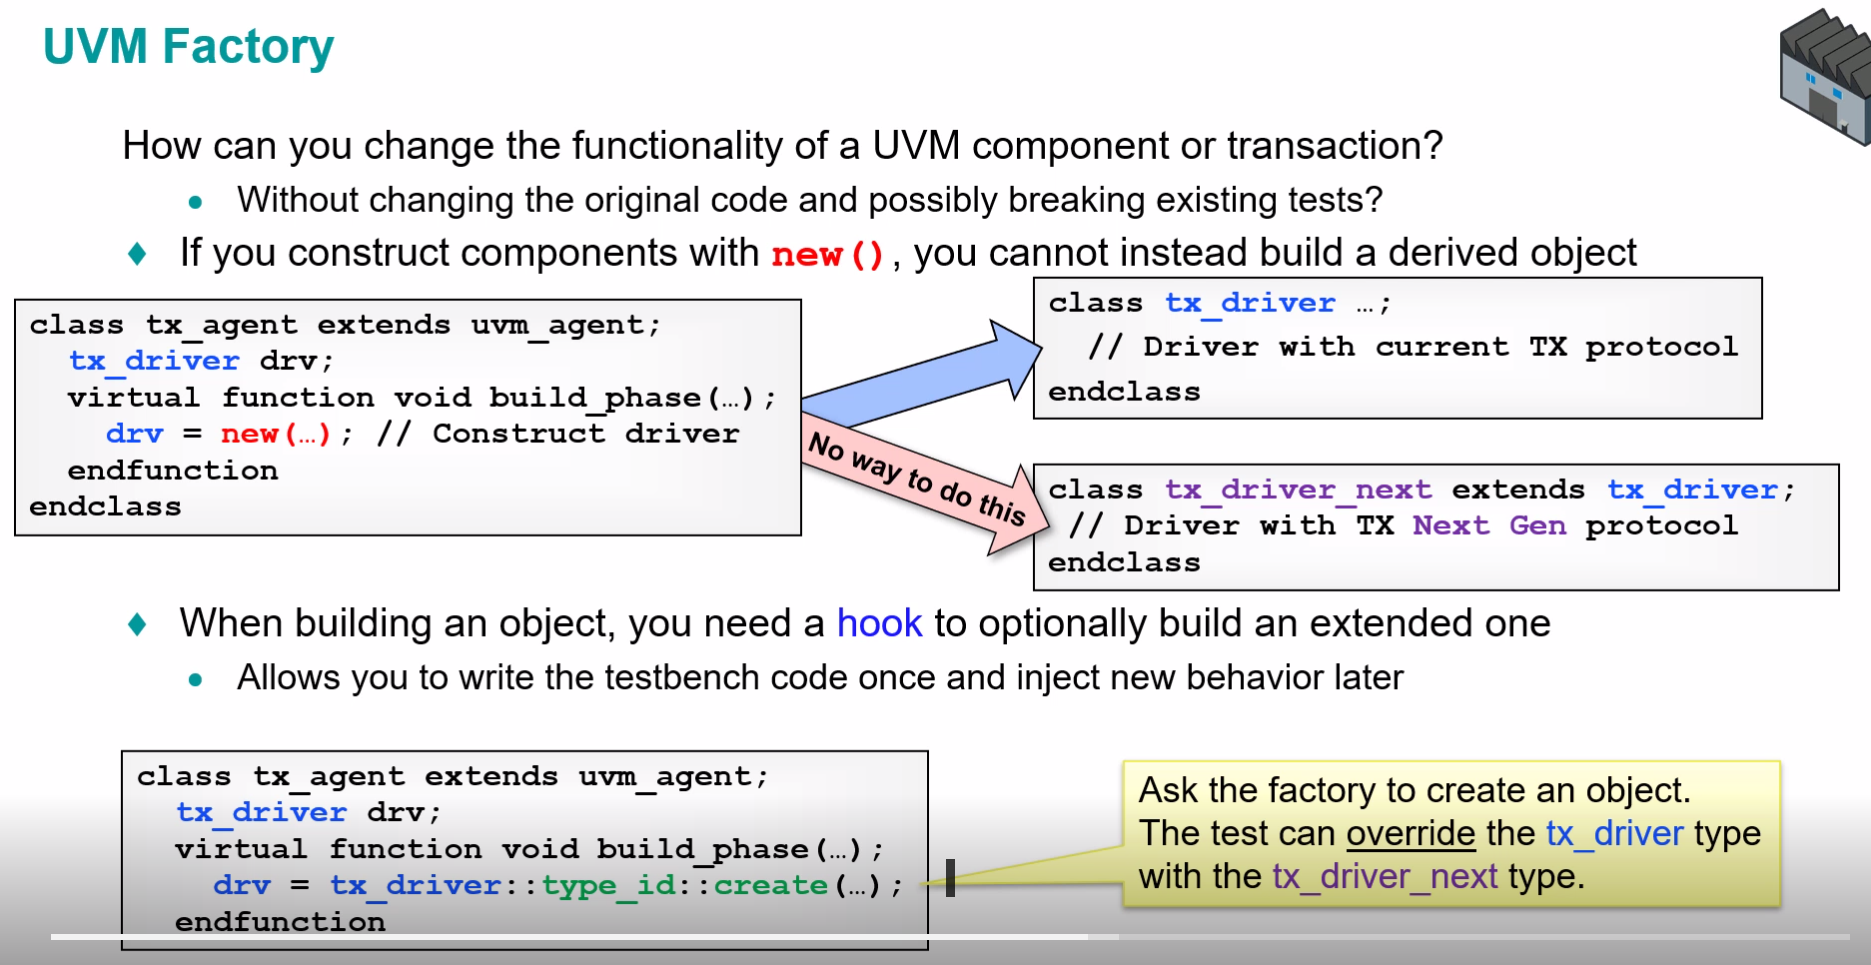 UVM Factory
How can you change the functionality of a UVM component or transaction?
• Without changing the original code and possibly breaking existing tests?
♦ If you construct components with new(), you cannot instead build a derived object
class tx_agent extends uvm_agent;
tx_driver drv;
virtual function void build_phase(…);
drv = new(…); // Construct driver
endfunction
endclass
No way to do this
class tx_driver …;
// Driver with current TX protocol
endclass
class tx_driver_next extends tx_driver;
// Driver with TX Next Gen protocol
endclass
♦ When building an object, you need a hook to optionally build an extended one
• Allows you to write the testbench code once and inject new behavior later
class tx_agent extends uvm_agent;
tx_driver drv;
virtual function void build_phase(…);
drv = tx_driver::type_id::create(…);
endfunction
Ask the factory to create an object.
The test can override the tx_driver type
with the tx_driver_next type.